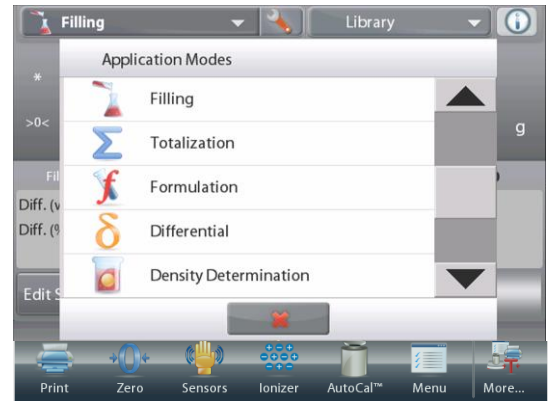 Filling Library
Application Modes
*
Filling
>0<
g
Totalization
Fil
Formulation
Diff. (v
Diff. (%
Differential
Density Determination
Edit S
Print Zero Sensors Ionizer AutoCal™ Menu More...